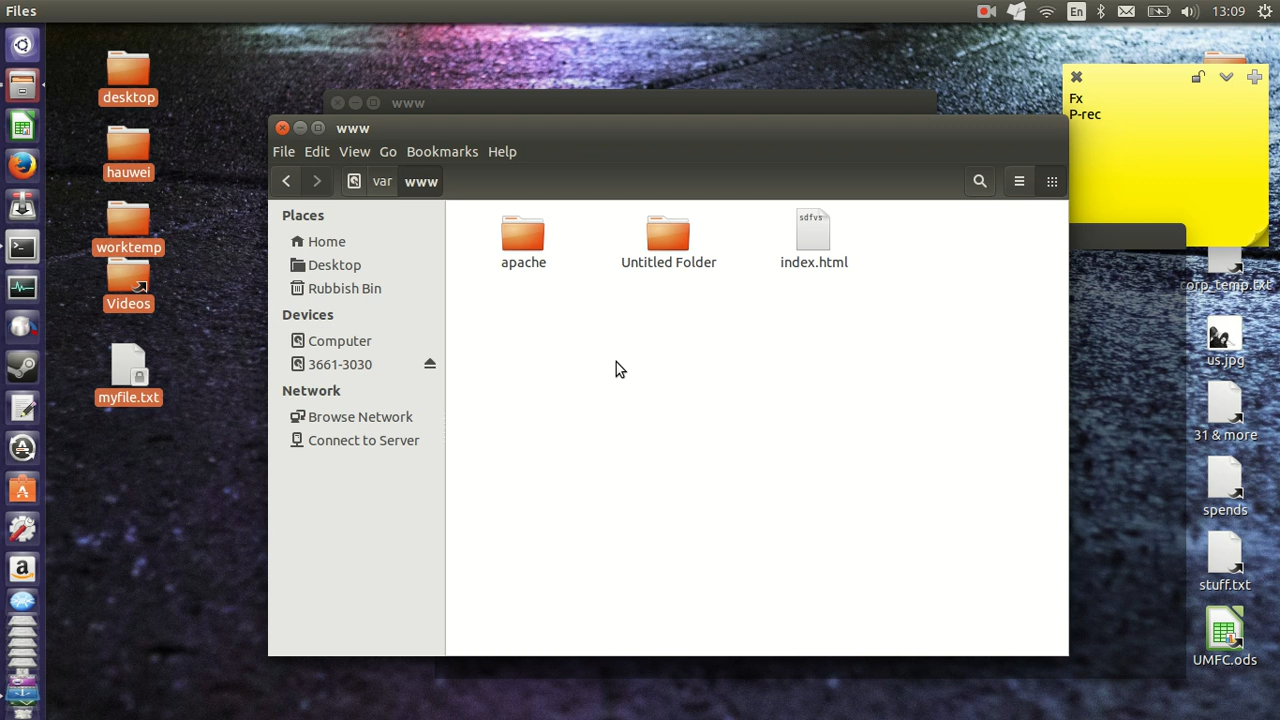 Files
En
13:09
desktop
hauwei
worktemp
Videos
myfile.txt
www
www
File Edit View Go Bookmarks Help
var www
Places
Home
Desktop
Rubbish Bin
Devices
Computer
3661-3030
Network
Browse Network
Connect to Server
sdfvs
apache
Untitled Folder
index.html
Fx
P-rec
corp_temp.txt
us.jpg
31 & more
spends
stuff.txt
UMFC.ods